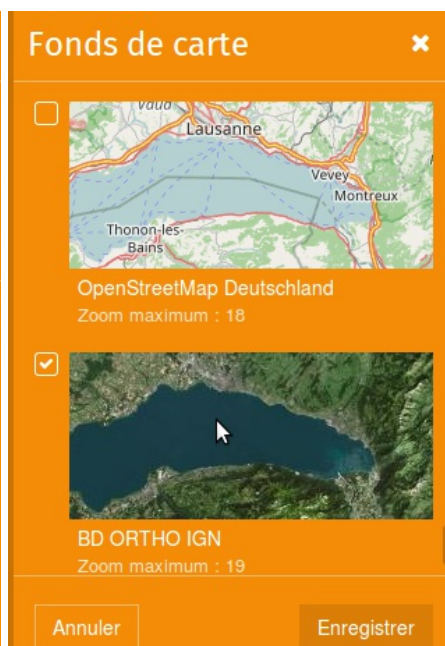 Fonds de carte
Vaud
Lausanne
Vevey
Montreux
Thonon-les-
Bains
OpenStreetMap Deutschland
Zoom maximum : 18
BD ORTHO IGN
Zoom maximum : 19
Annuler
Enregistrer